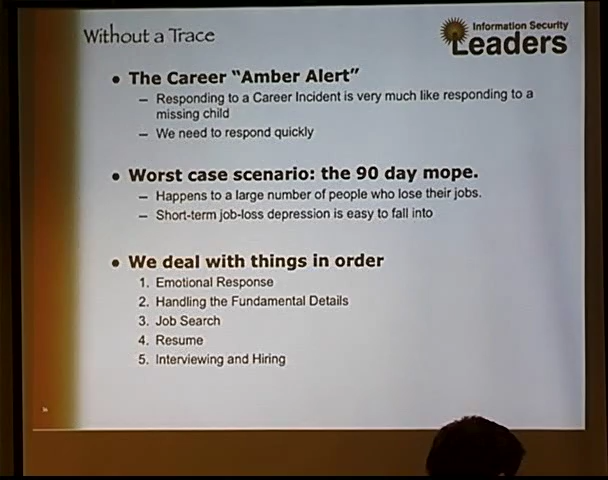 Without a Trace
Information Security
Leaders
• The Career "Amber Alert"
– Responding to a Career Incident is very much like responding to a
missing child
– We need to respond quickly
• Worst case scenario: the 90 day mope.
– Happens to a large number of people who lose their jobs.
– Short-term job-loss depression is easy to fall into
• We deal with things in order
1. Emotional Response
2. Handling the Fundamental Details
3. Job Search
4. Resume
5. Interviewing and Hiring